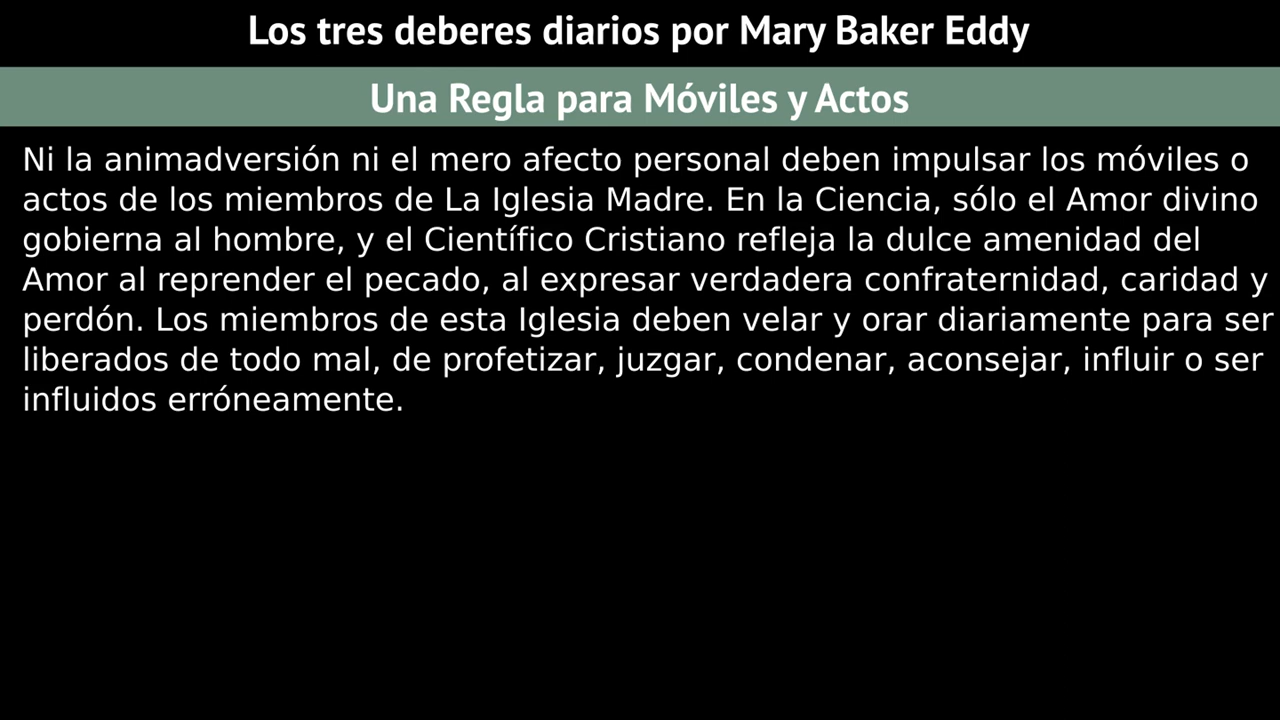 Los tres deberes diarios por Mary Baker Eddy
Una Regla para Móviles y Actos
Ni la animadversión ni el mero afecto personal deben impulsar los móviles o
actos de los miembros de La Iglesia Madre. En la Ciencia, sólo el Amor divino
gobierna al hombre, y el Científico Cristiano refleja la dulce amenidad del
Amor al reprender el pecado, al expresar verdadera confraternidad, caridad y
perdón. Los miembros de esta Iglesia deben velar y orar diariamente para ser
liberados de todo mal, de profetizar, juzgar, condenar, aconsejar, influir o ser
influidos erróneamente.